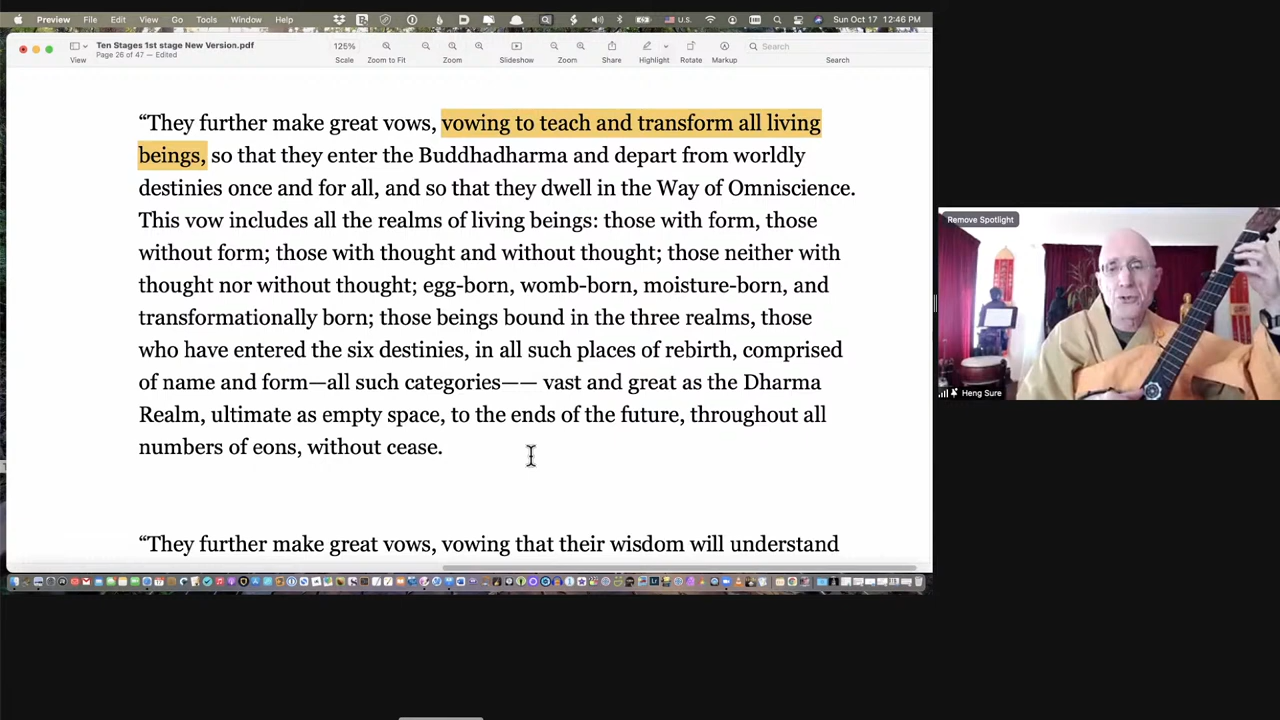 Preview File Edit View Go Tools Window Help U.S. Sun Oct 17 12:46 PM
Ten Stages 1st stage New Version.pdf
Page 26 of 47 — Edited
125%
Search
View Scale Zoom to Fit Zoom Slideshow Zoom Share Highlight Rotate Markup Search
“They further make great vows, vowing to teach and transform all living
beings, so that they enter the Buddhadharma and depart from worldly
destinies once and for all, and so that they dwell in the Way of Omniscience.
This vow includes all the realms of living beings: those with form, those
without form; those with thought and without thought; those neither with
thought nor without thought; egg-born, womb-born, moisture-born, and
transformationally born; those beings bound in the three realms, those
who have entered the six destinies, in all such places of rebirth, comprised
of name and form—all such categories—— vast and great as the Dharma
Realm, ultimate as empty space, to the ends of the future, throughout all
numbers of eons, without cease.
“They further make great vows, vowing that their wisdom will understand
Remove Spotlight
Heng Sure